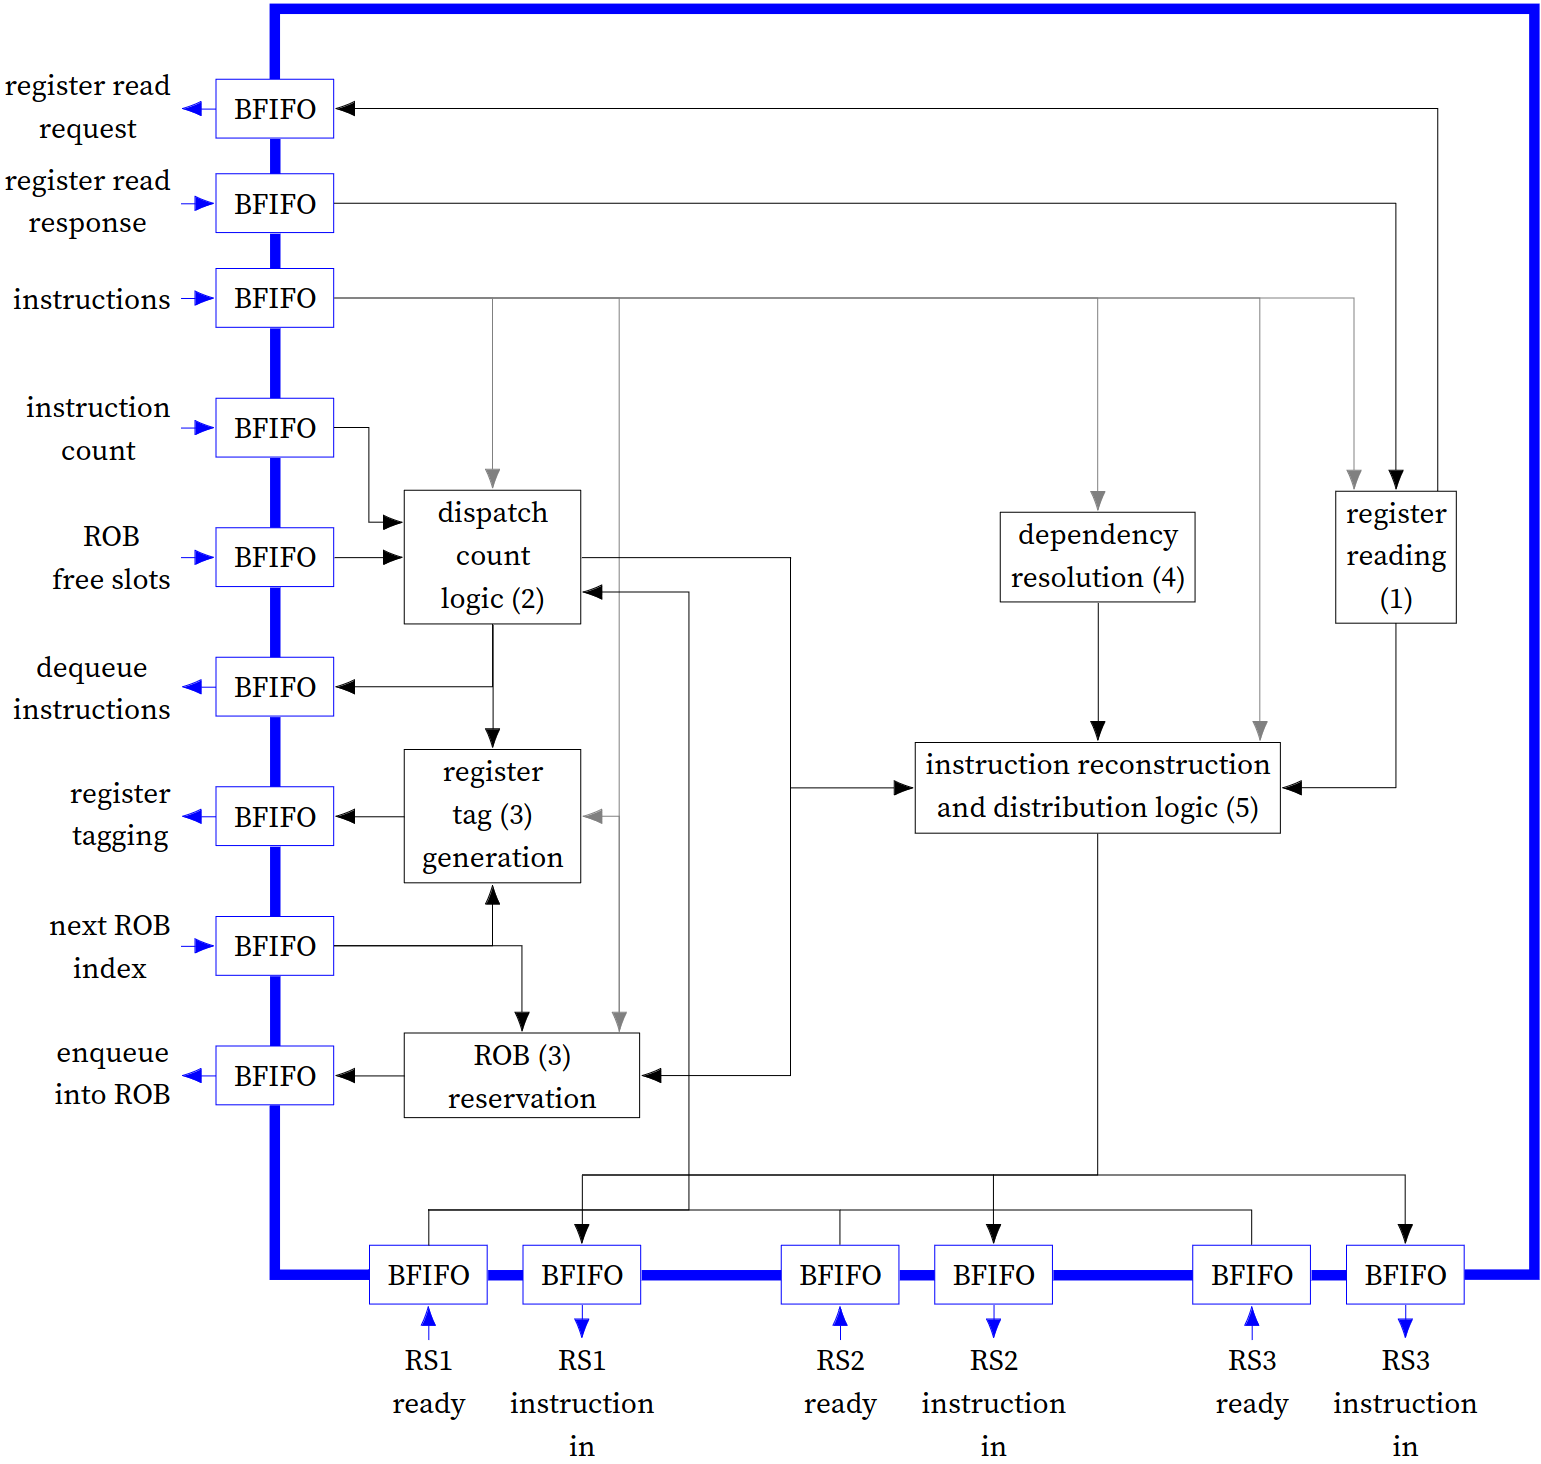 register read
request
BFIFO
register read
response
BFIFO
instructions
BFIFO
instruction
count
BFIFO
ROB
free slots
BFIFO
dequeue
instructions
BFIFO
register
tagging
BFIFO
next ROB
index
BFIFO
enqueue
into ROB
BFIFO
dispatch
count
logic (2)
dependency
resolution (4)
register
reading
(1)
register
tag (3)
generation
instruction reconstruction
and distribution logic (5)
ROB (3)
reservation
BFIFO
BFIFO
BFIFO
BFIFO
BFIFO
BFIFO
RS1
ready
RS1
instruction
in
RS2
ready
RS2
instruction
in
RS3
ready
RS3
instruction
in